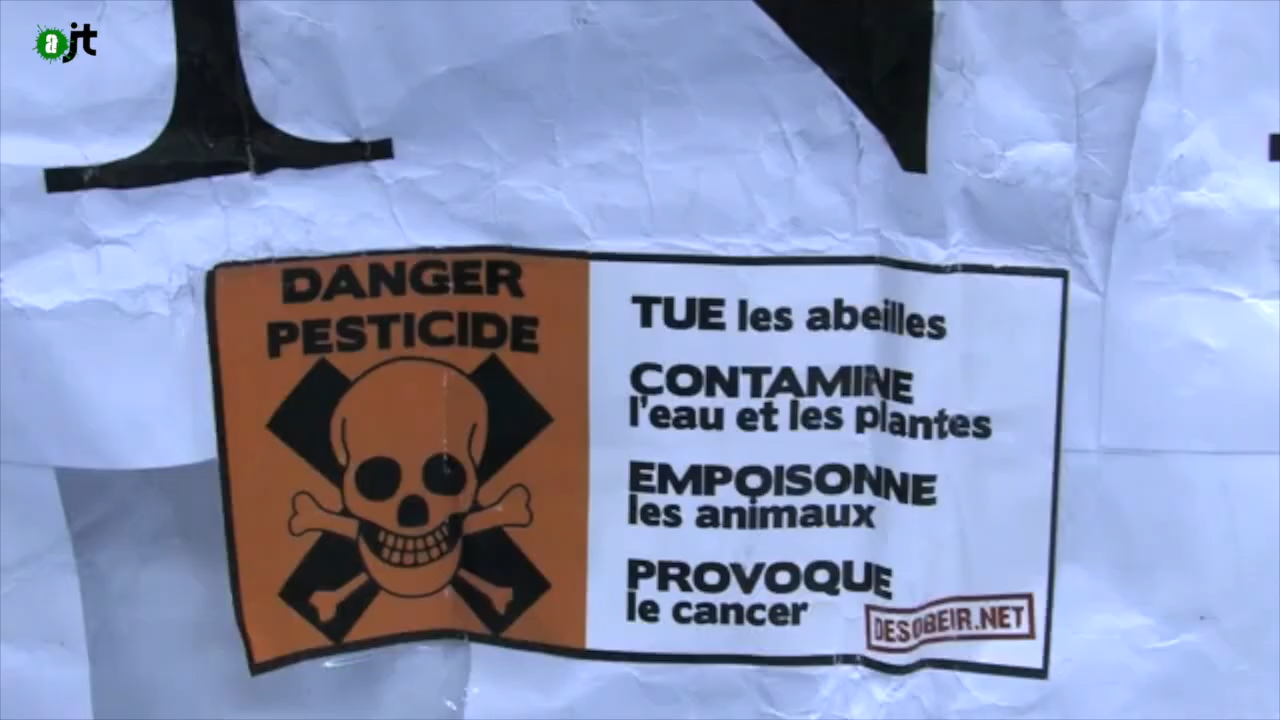 ajt
I N
DANGER
PESTICIDE
TUE les abeilles
CONTAMINE
l'eau et les plantes
EMPOISONNE
les animaux
PROVOQUE
le cancer
DESOBEIR.NET